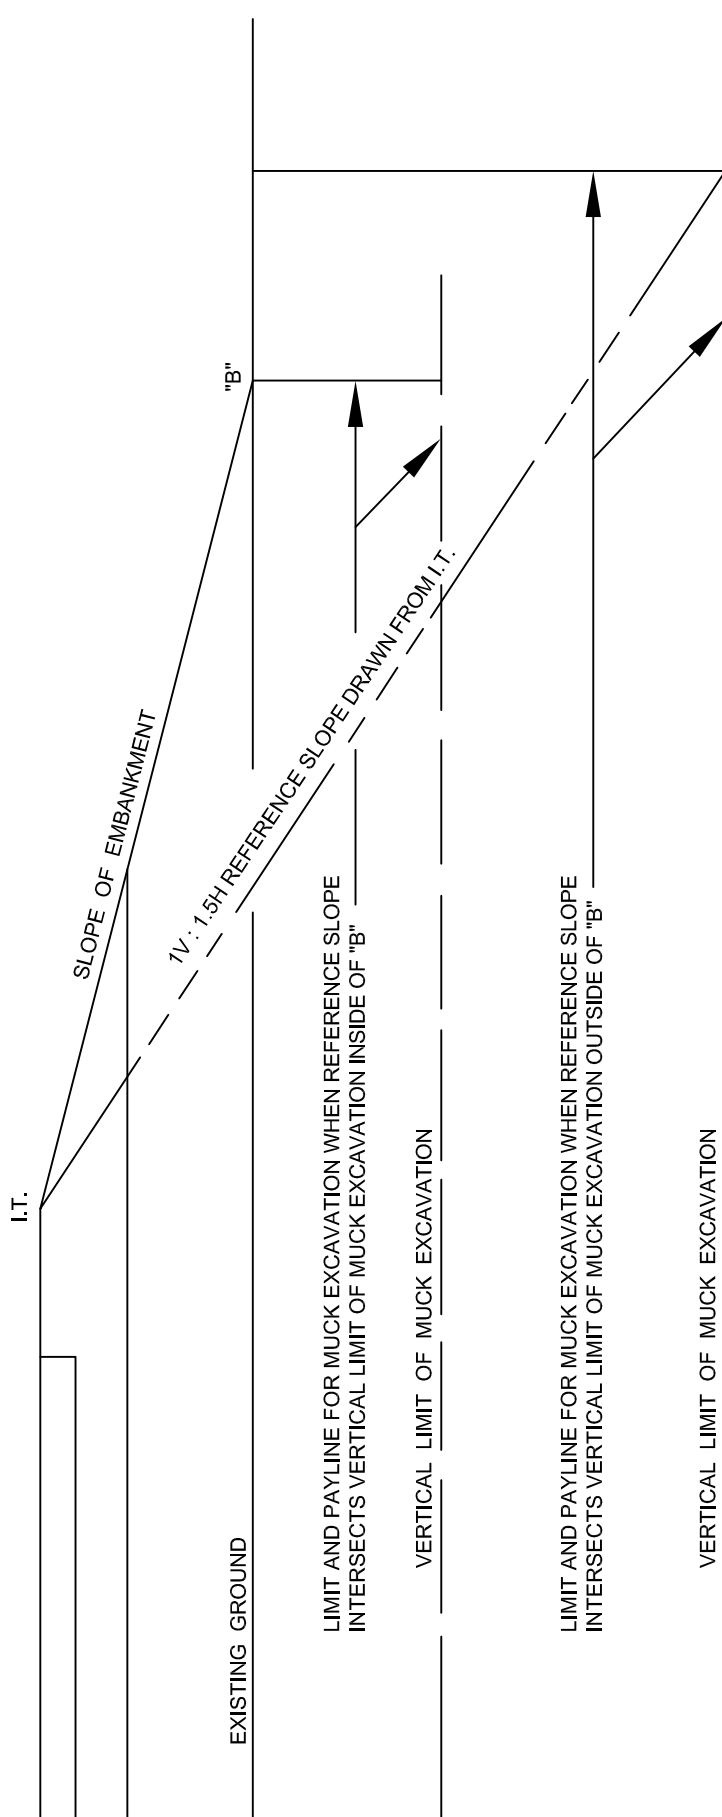 I.T.
SLOPE OF EMBANKMENT
"B"
1V : 1.5H REFERENCE SLOPE DRAWN FROM I.T.
EXISTING GROUND
LIMIT AND PAYLINE FOR MUCK EXCAVATION WHEN REFERENCE SLOPE
INTERSECTS VERTICAL LIMIT OF MUCK EXCAVATION INSIDE OF "B"
VERTICAL LIMIT OF MUCK EXCAVATION
LIMIT AND PAYLINE FOR MUCK EXCAVATION WHEN REFERENCE SLOPE
INTERSECTS VERTICAL LIMIT OF MUCK EXCAVATION OUTSIDE OF "B"
VERTICAL LIMIT OF MUCK EXCAVATION